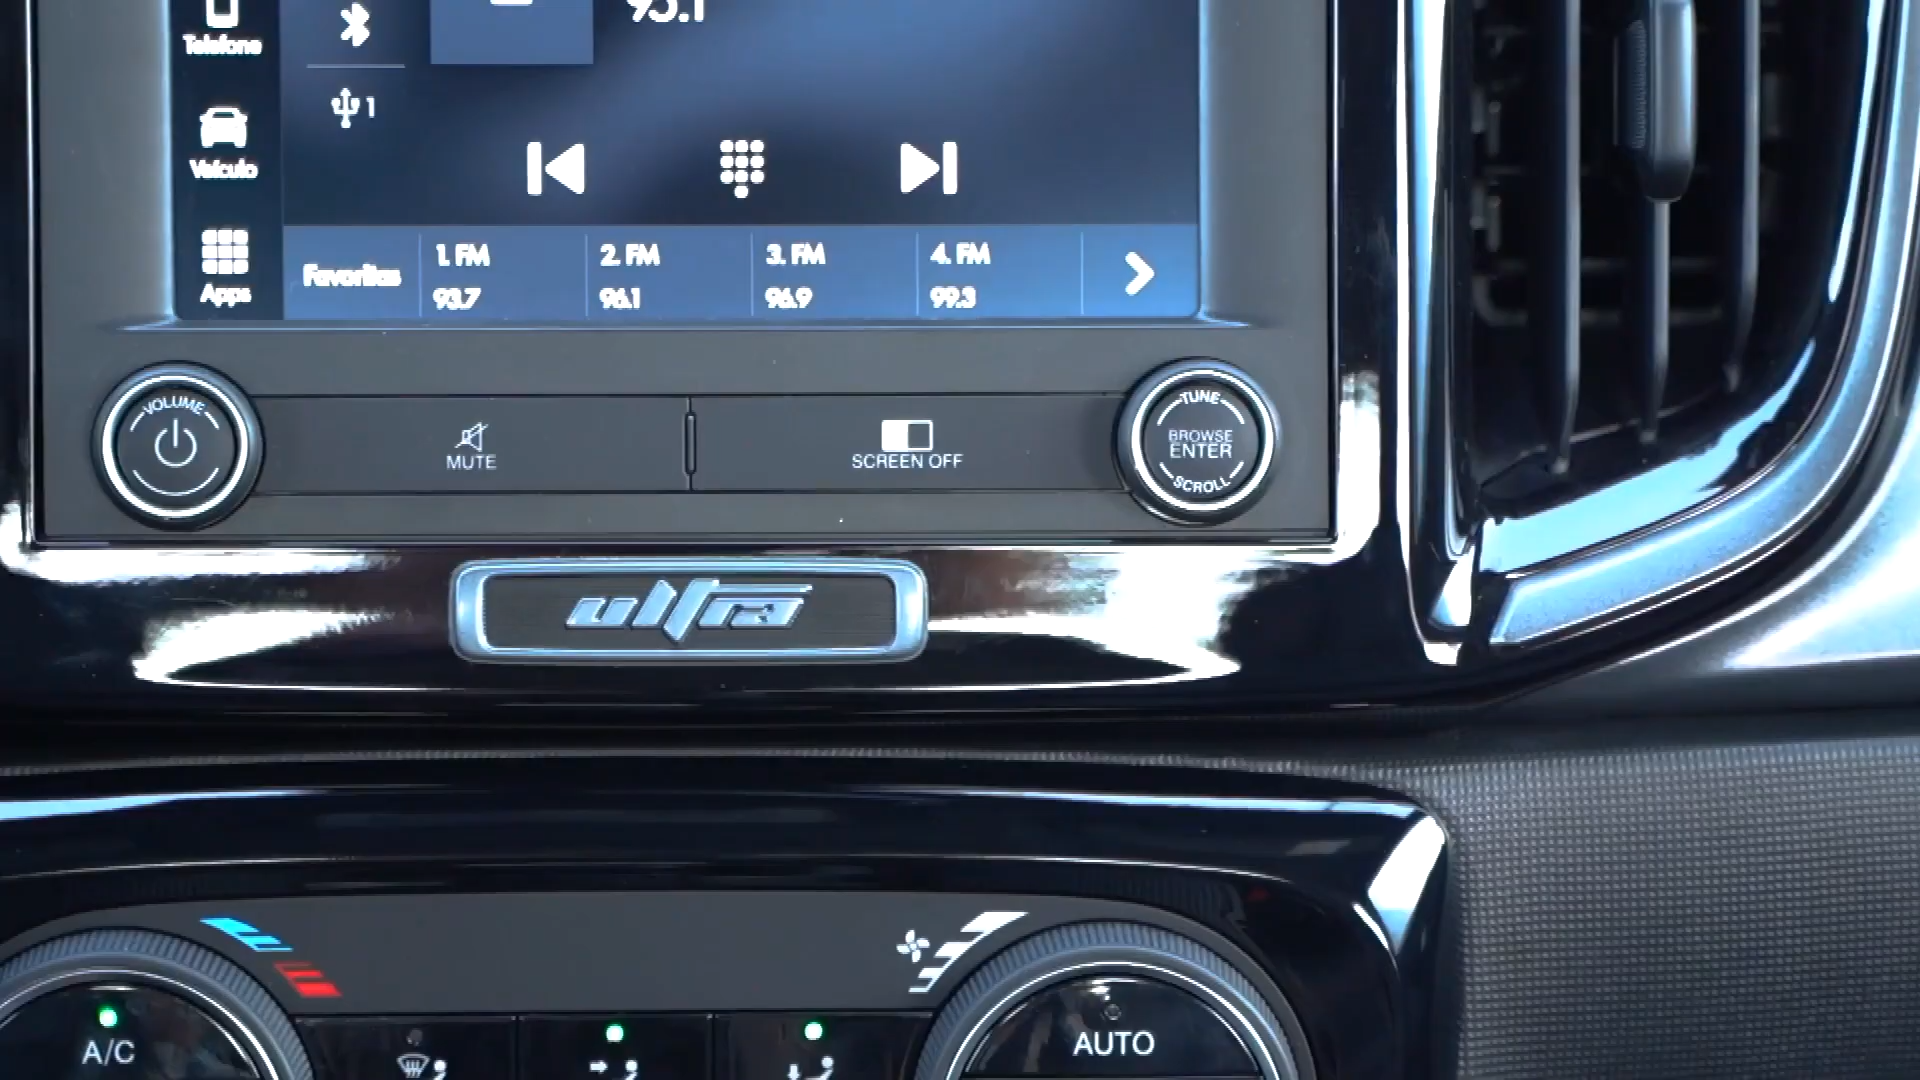 95.1
Telefone
1
Veículo
Apps
Favoritas
1. FM
93.7
2. FM
96.1
3. FM
96.9
4. FM
99.3
VOLUME
MUTE
SCREEN OFF
TUNE
BROWSE
ENTER
SCROLL
ultra
A/C
AUTO